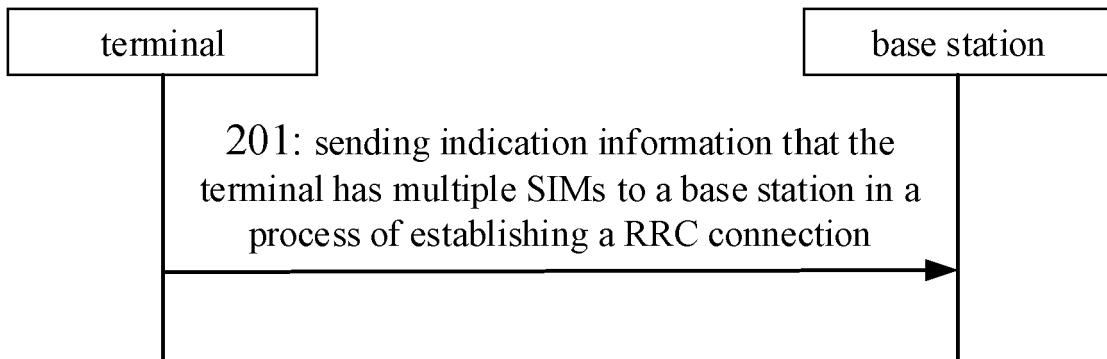 terminal
base station
201: sending indication information that the
terminal has multiple SIMs to a base station in a
process of establishing a RRC connection